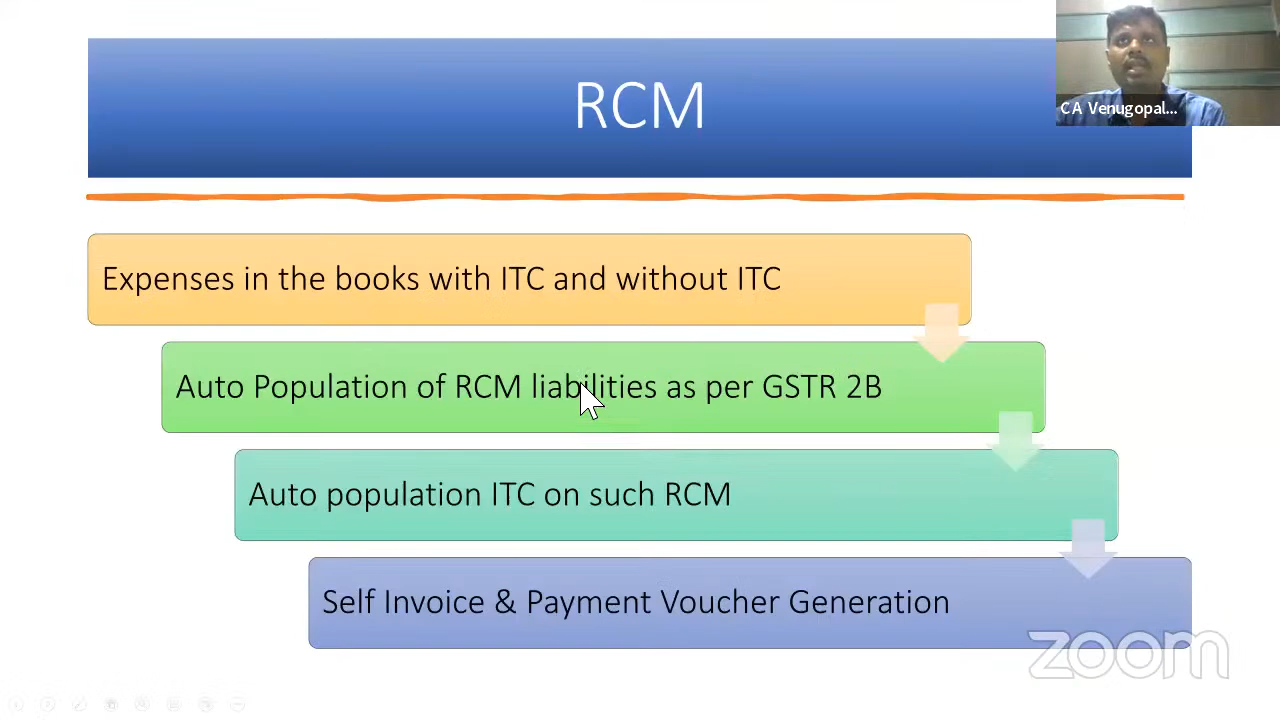 RCM
C A Venugopal...
Expenses in the books with ITC and without ITC
Auto Population of RCM liabilities as per GSTR 2B
Auto population ITC on such RCM
Self Invoice & Payment Voucher Generation
zoom